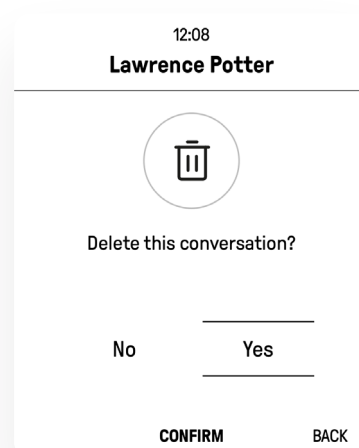 12:08
Lawrence Potter
Delete this conversation?
No Yes
CONFIRM BACK